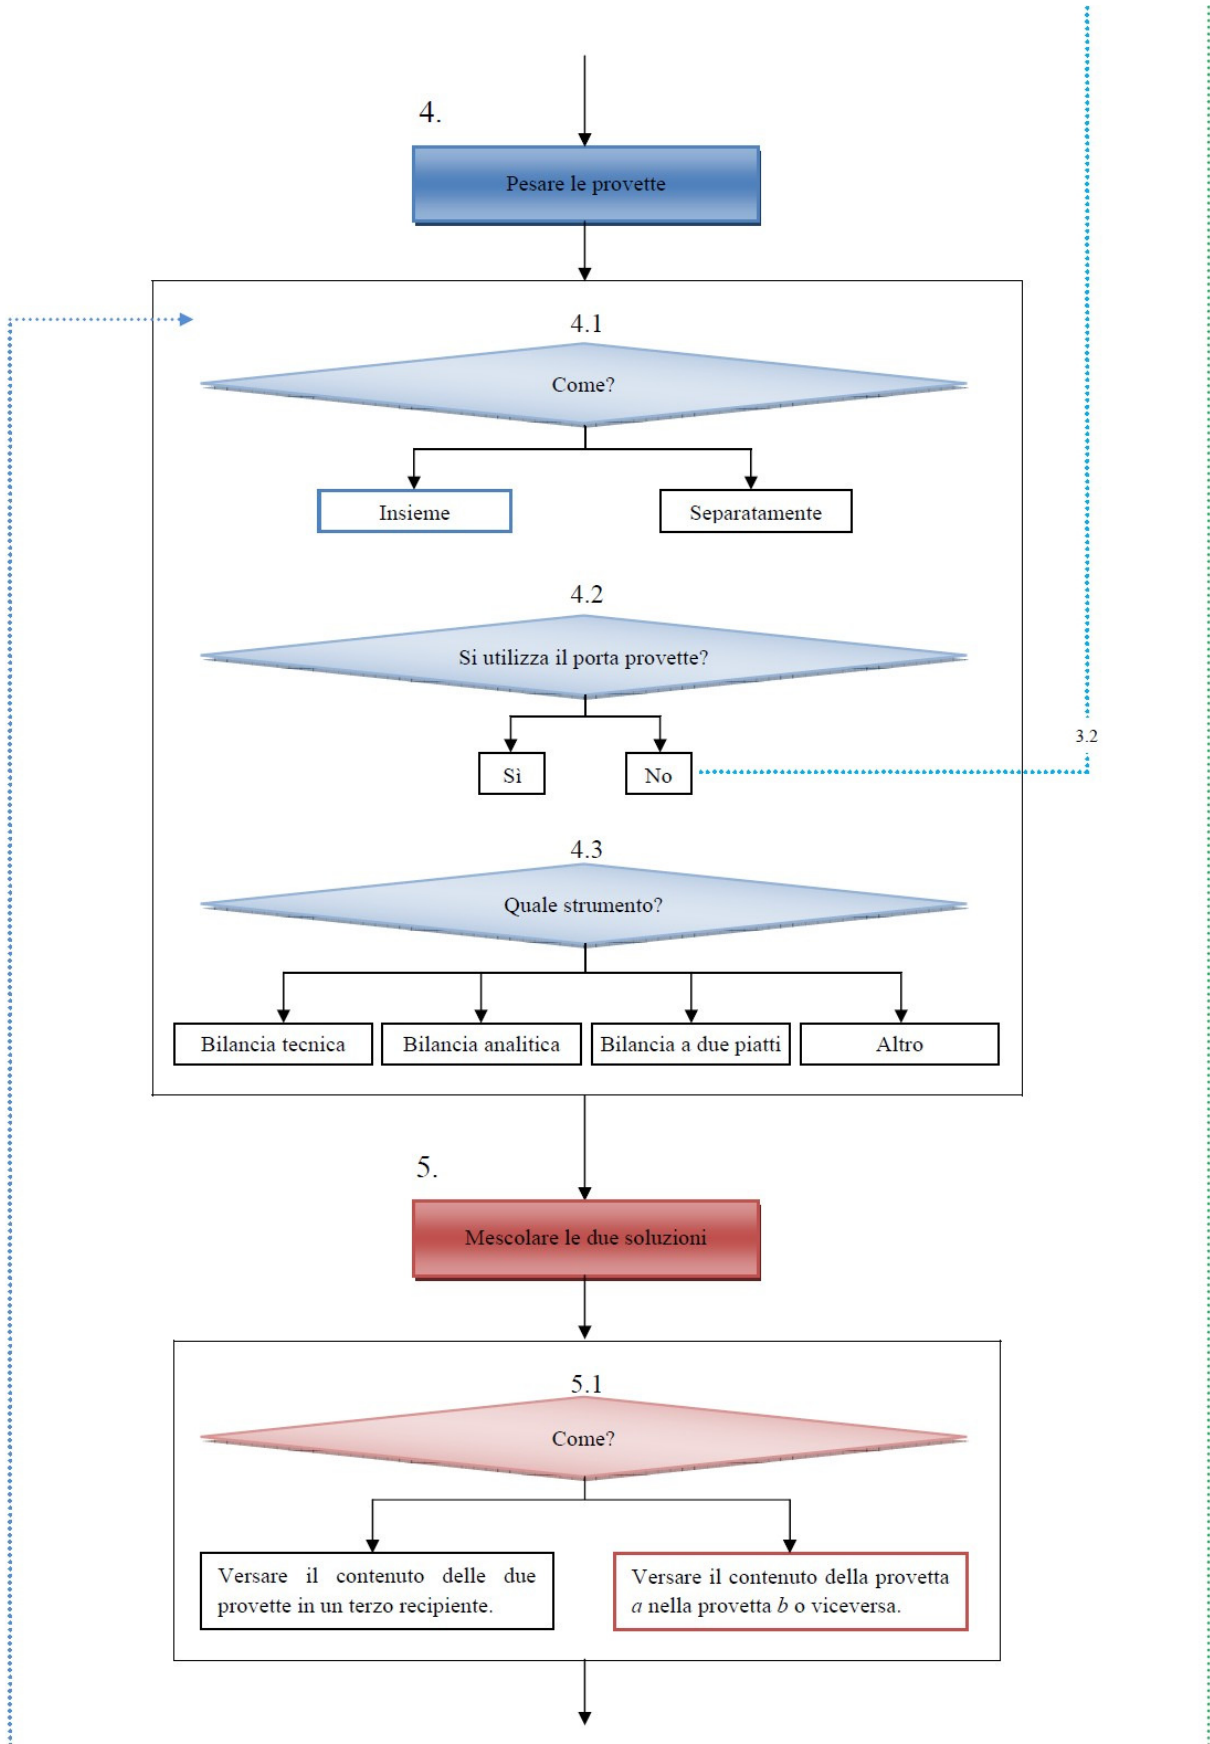 4.
Pesare le provette
4.1
Come?
Insieme
Separatamente
4.2
Si utilizza il porta provette?
3.2
Sì
No
4.3
Quale strumento?
Bilancia tecnica
Bilancia analitica
Bilancia a due piatti
Altro
5.
Mescolare le due soluzioni
5.1
Come?
Versare il contenuto delle due
provette in un terzo recipiente.
Versare il contenuto della provetta
a nella provetta b o viceversa.